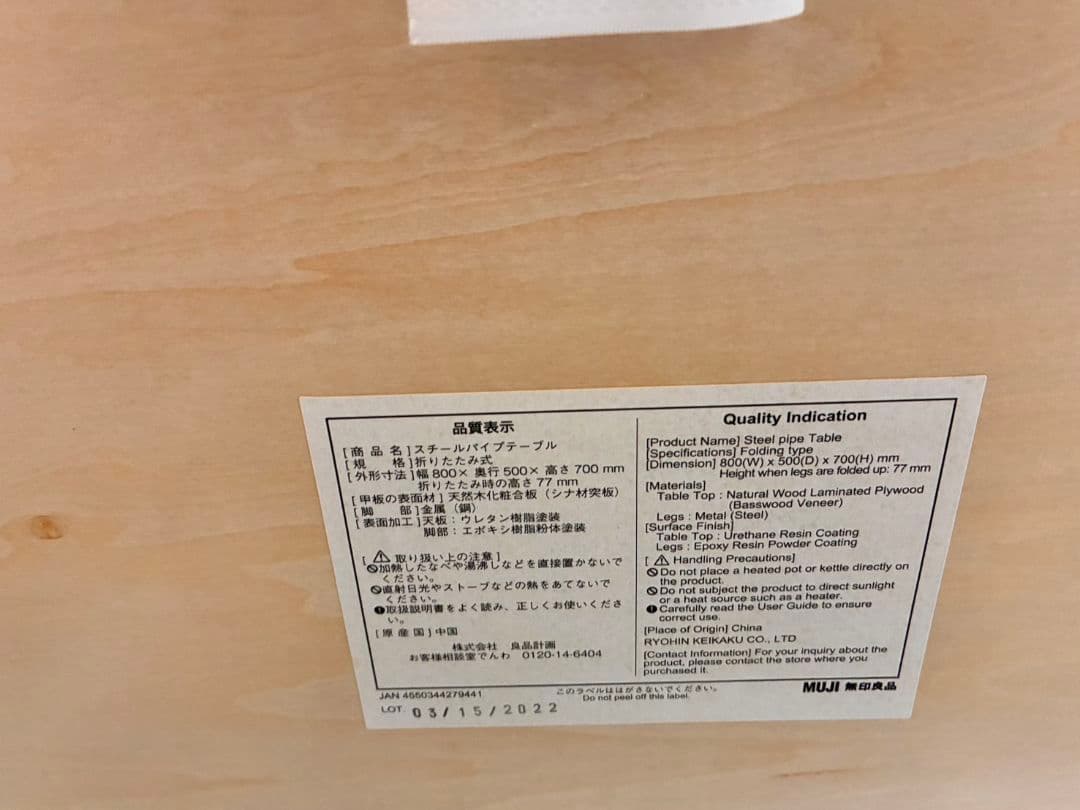 品質表示
[商品名]スチールパイプテーブル
[規　格]折りたたみ式
[外形寸法]幅800× 奥行500× 高さ700 mm
折りたたみ時の高さ77 mm
[甲板の表面材] 天然木化粧合板（シナ材突板）
[脚　部]金属（鋼）
[表面加工]天板：ウレタン樹脂塗装
脚部：エポキシ樹脂粉体塗装
[⚠取り扱い上の注意]
加熱したなべや湯沸しなどを直接置かないで
ください。
直射日光やストーブなどの熱をあてないで
ください。
取扱説明書をよく読み、正しくお使いくださ
い。
[原産国]中国
株式会社　良品計画
お客様相談室でんわ　0120-14-6404
Quality Indication
[Product Name] Steel pipe Table
[Specifications] Folding type
[Dimension] 800(W) x 500(D) x 700(H) mm
Height when legs are folded up: 77 mm
[Materials]
Table Top : Natural Wood Laminated Plywood
(Basswood Veneer)
Legs : Metal (Steel)
[Surface Finish]
Table Top : Urethane Resin Coating
Legs : Epoxy Resin Powder Coating
[⚠ Handling Precautions]
Do not place a heated pot or kettle directly on
the product.
Do not subject the product to direct sunlight
or a heat source such as a heater.
Carefully read the User Guide to ensure
correct use.
[Place of Origin] China
RYOHIN KEIKAKU CO., LTD
[Contact Information] For your inquiry about the
product, please contact the store where you
purchased it.
JAN 4550344279441
このラベルははがさないでください。
Do not peel off this label.
MUJI 無印良品
LOT. 03/15/2022